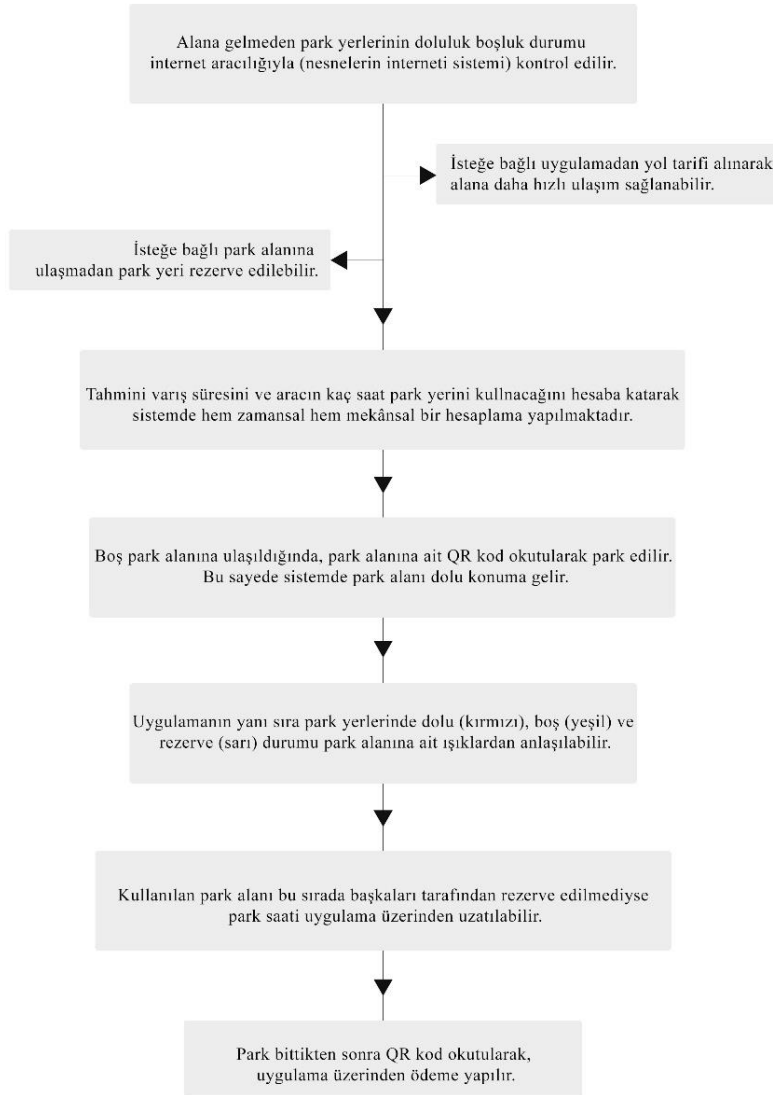 Alana gelmeden park yerlerinin doluluk boşluk durumu
internet aracılığıyla (nesnelerin interneti sistemi) kontrol edilir.
İsteğe bağlı uygulamadan yol tarifi alınarak
alana daha hızlı ulaşım sağlanabilir.
İsteğe bağlı park alanına
ulaşmadan park yeri rezerve edilebilir.
Tahmini varış süresini ve aracın kaç saat park yerini kullnacağını hesaba katarak
sistemde hem zamansal hem mekânsal bir hesaplama yapılmaktadır.
Boş park alanına ulaşıldığında, park alanına ait QR kod okutularak park edilir.
Bu sayede sistemde park alanı dolu konuma gelir.
Uygulamanın yanı sıra park yerlerinde dolu (kırmızı), boş (yeşil) ve
rezerve (sarı) durumu park alanına ait ışıklardan anlaşılabilir.
Kullanılan park alanı bu sırada başkaları tarafından rezerve edilmediyse
park saati uygulama üzerinden uzatılabilir.
Park bittikten sonra QR kod okutularak,
uygulama üzerinden ödeme yapılır.